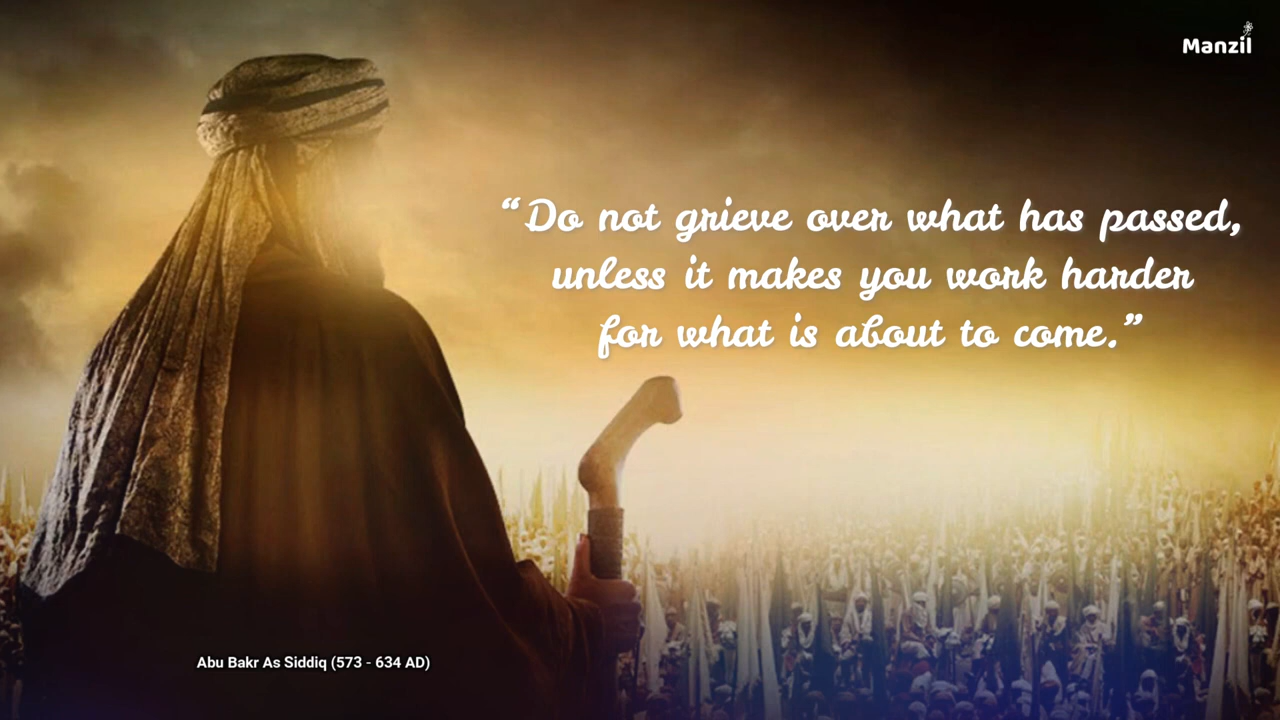 Manzil
“Do not grieve over what has passed,
unless it makes you work harder
for what is about to come.”
Abu Bakr As Siddiq (573 - 634 AD)